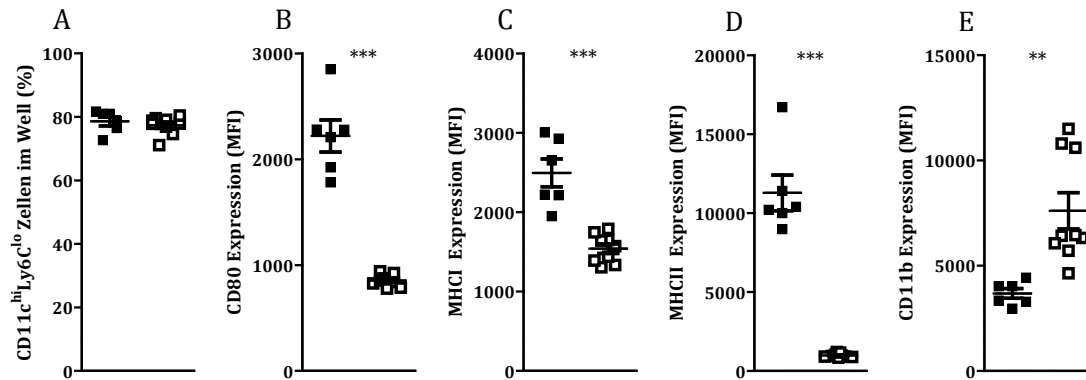 A
B
C
D
E
CD11c^hi Ly6C^lo Zellen im Well (%)
100
80
60
40
20
0
CD80 Expression (MFI)
3000
2000
1000
0
***
MHCI Expression (MFI)
4000
3000
2000
1000
0
***
MHCII Expression (MFI)
20000
15000
10000
5000
0
***
CD11b Expression (MFI)
15000
10000
5000
0
**